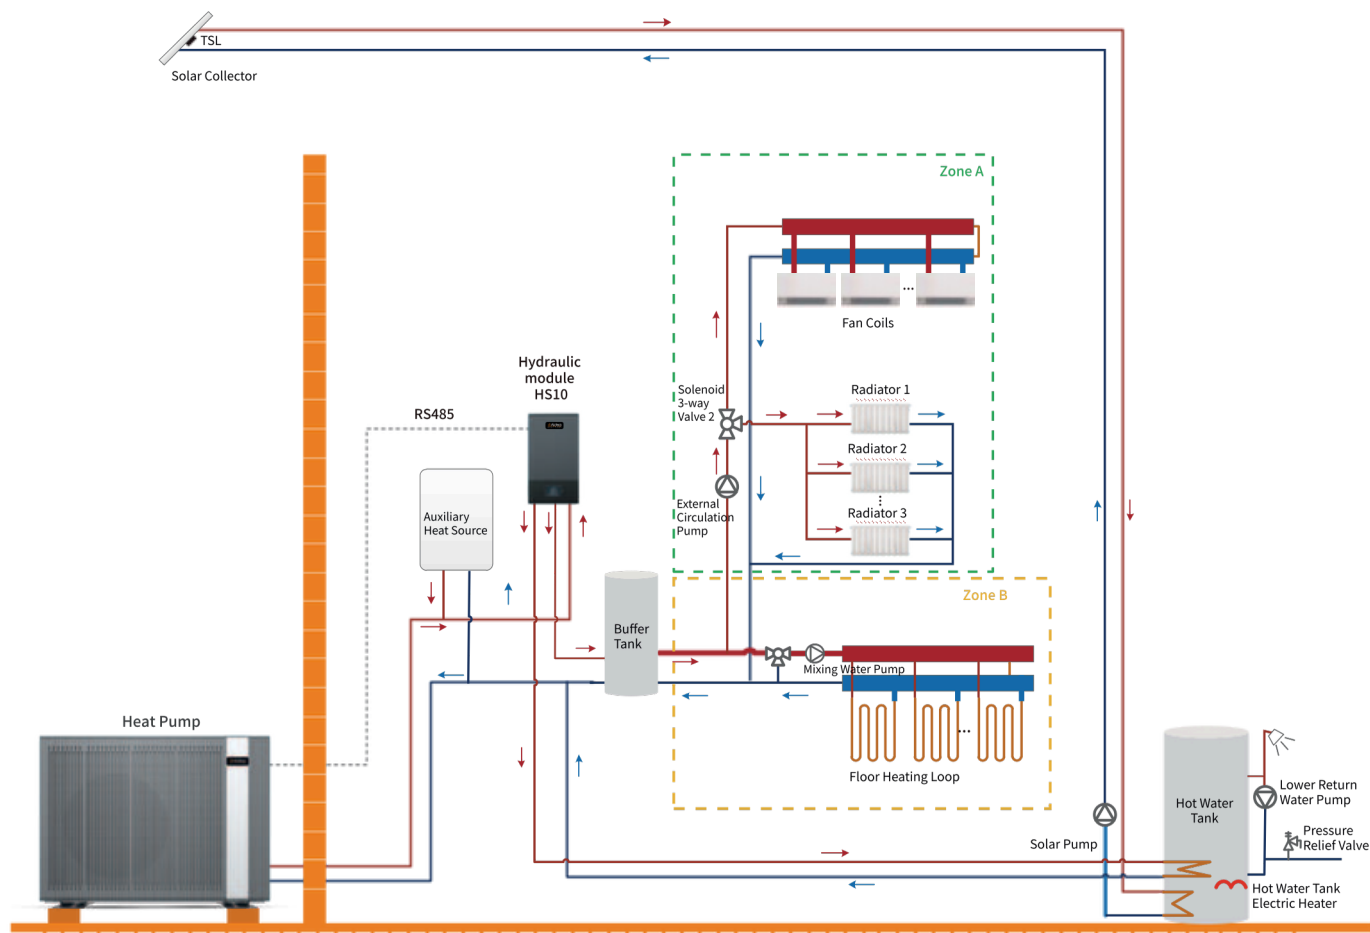 TSL
Solar Collector
Zone A
Fan Coils
Hydraulic
module
HS10
RS485
Solenoid
3-way
Valve 2
Radiator 1
Radiator 2
Radiator 3
External
Circulation
Pump
Auxiliary
Heat Source
Zone B
Buffer
Tank
Mixing Water Pump
Floor Heating Loop
Heat Pump
Hot Water
Tank
Lower Return
Water Pump
Pressure
Relief Valve
Solar Pump
Hot Water Tank
Electric Heater